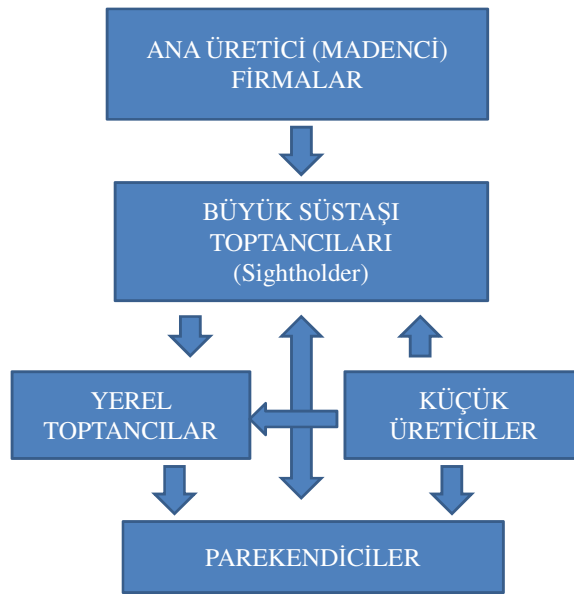 ANA ÜRETİCİ (MADENCİ)
FİRMALAR
BÜYÜK SÜSTAŞI
TOPTANCILARI
(Sightholder)
YEREL
TOPTANCILAR
KÜÇÜK
ÜRETİCİLER
PAREKENDİCİLER